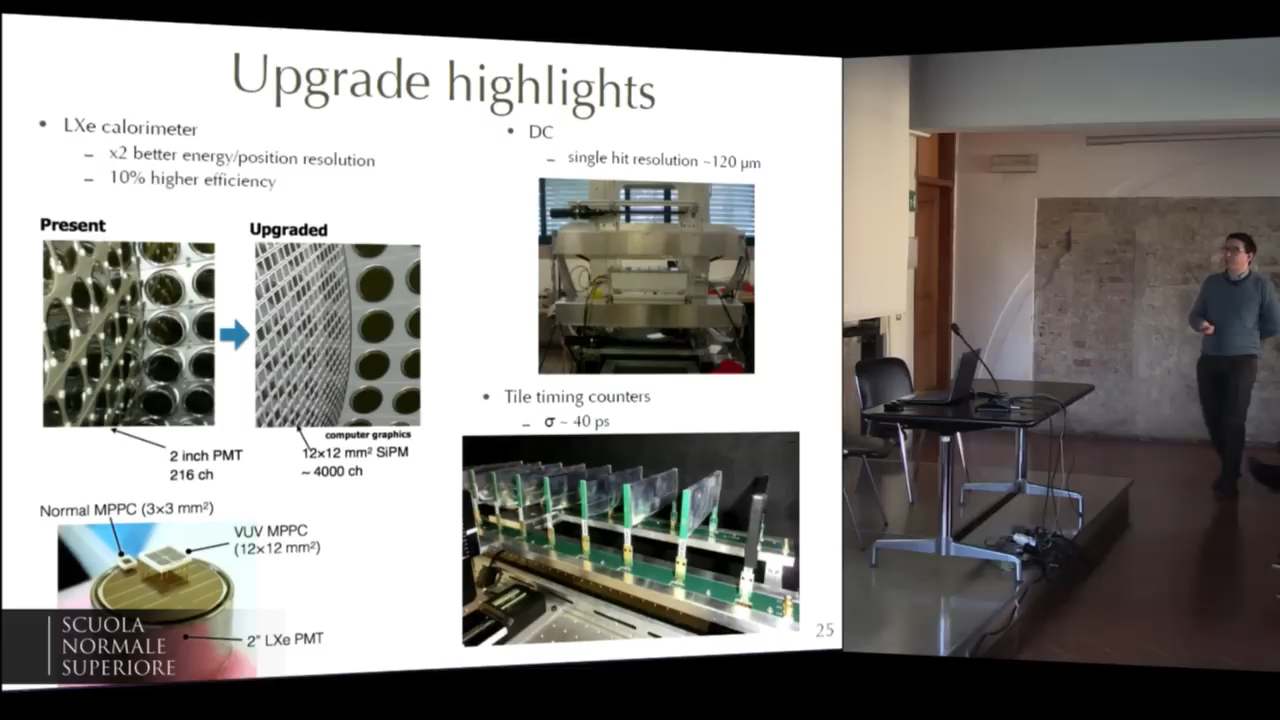 Upgrade highlights
• LXe calorimeter
– x2 better energy/position resolution
– 10% higher efficiency
Present
Upgraded
computer graphics
2 inch PMT
216 ch
12×12 mm² SiPM
~ 4000 ch
Normal MPPC (3×3 mm²)
VUV MPPC
(12×12 mm²)
2" LXe PMT
• DC
– single hit resolution ~120 µm
• Tile timing counters
– σ ~ 40 ps
25
SCUOLA
NORMALE
SUPERIORE